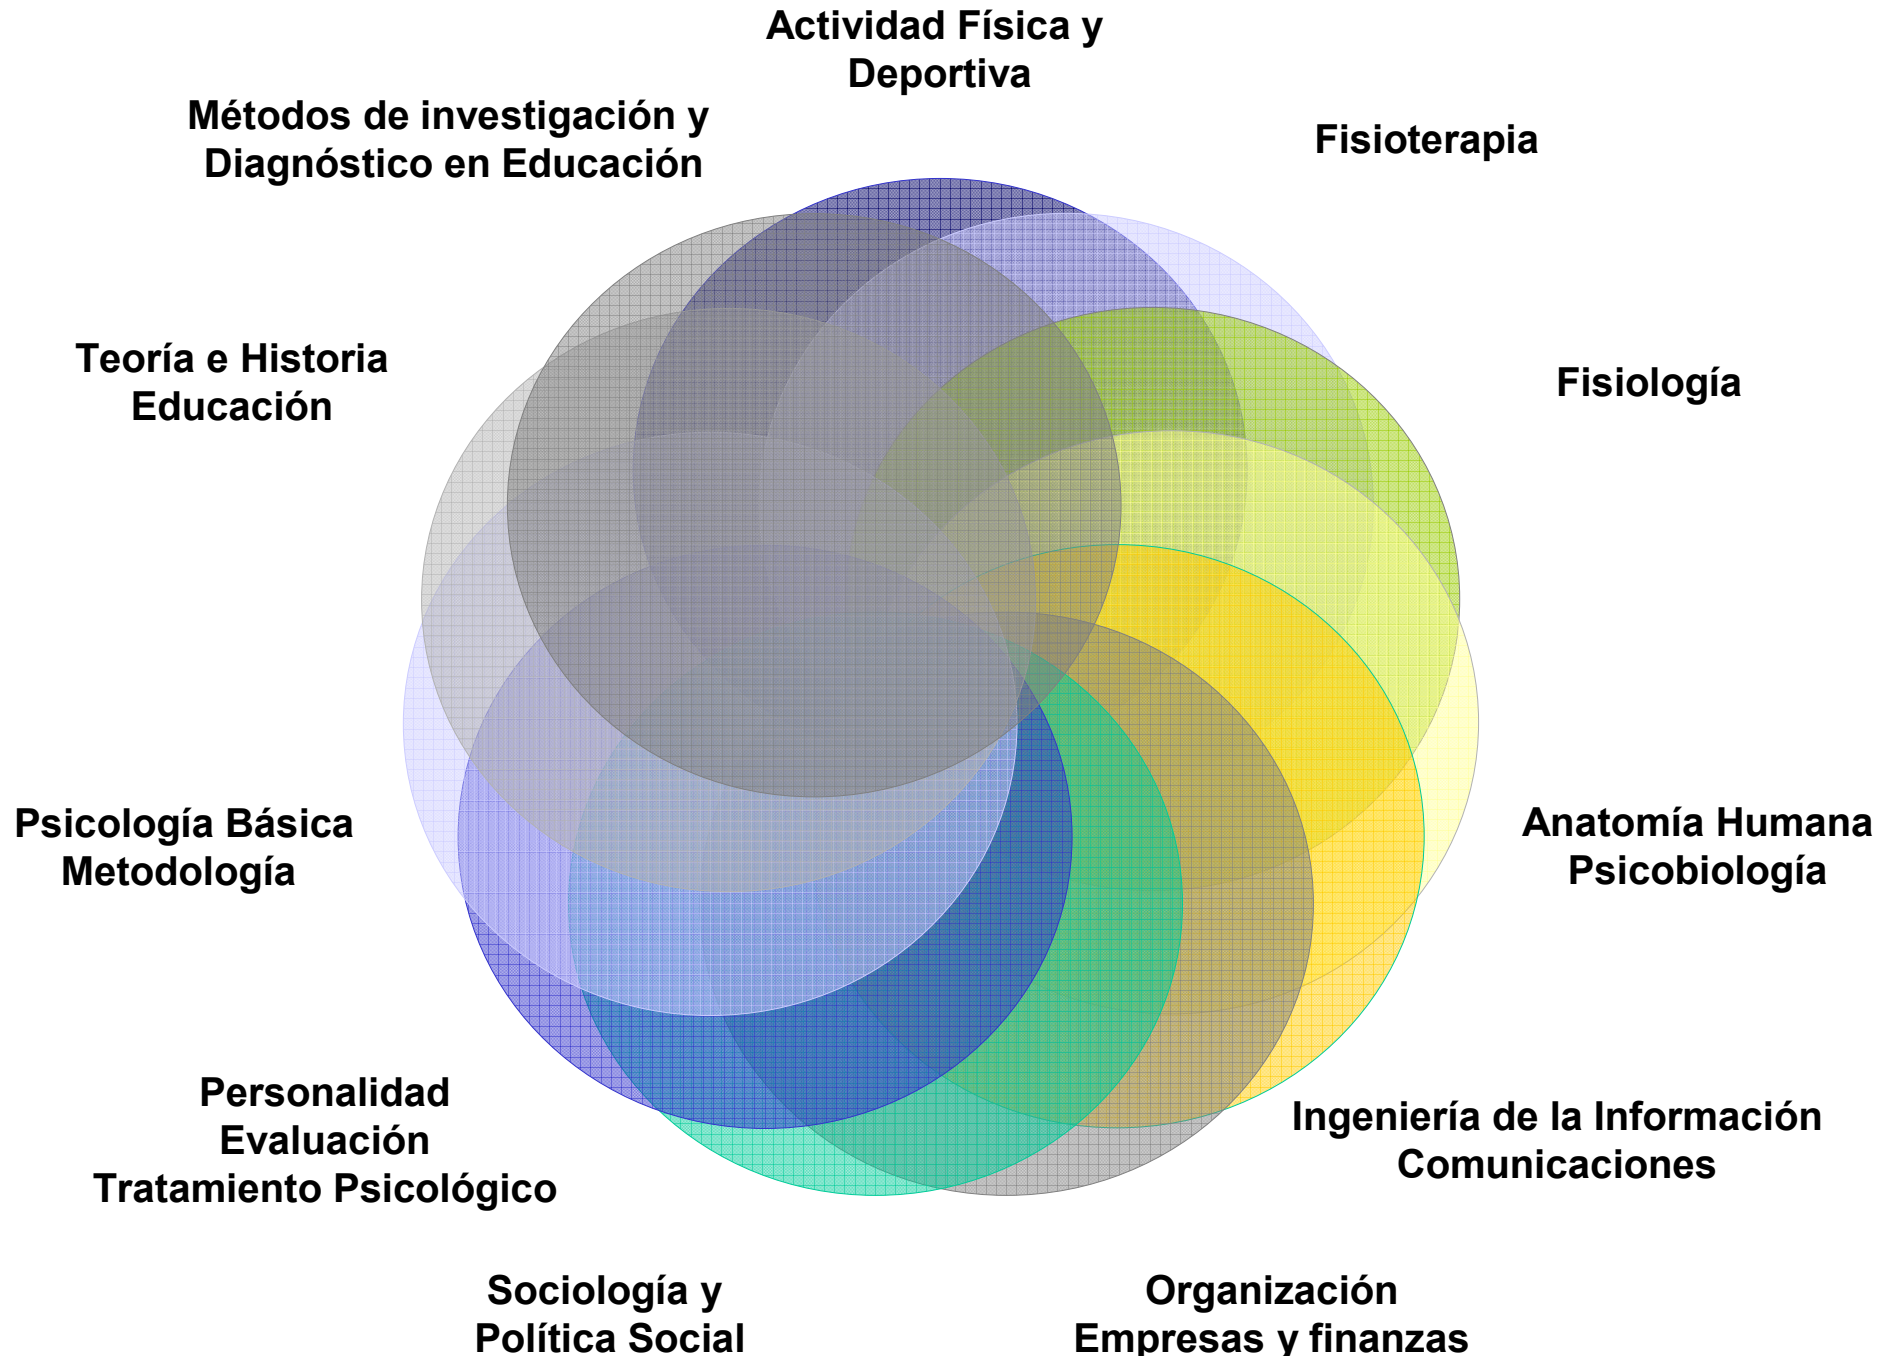 Actividad Física y
Deportiva
Métodos de investigación y
Diagnóstico en Educación
Fisioterapia
Teoría e Historia
Educación
Fisiología
Psicología Básica
Metodología
Anatomía Humana
Psicobiología
Personalidad
Evaluación
Tratamiento Psicológico
Ingeniería de la Información
Comunicaciones
Sociología y
Política Social
Organización
Empresas y finanzas